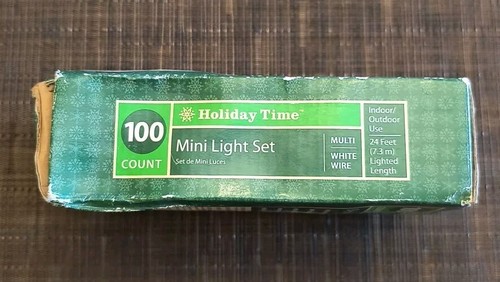 100
COUNT
Holiday Time™
Mini Light Set
Set de Mini Luces
MULTI
WHITE
WIRE
Indoor/
Outdoor
Use
24 Feet
(7.3 m)
Lighted
Length